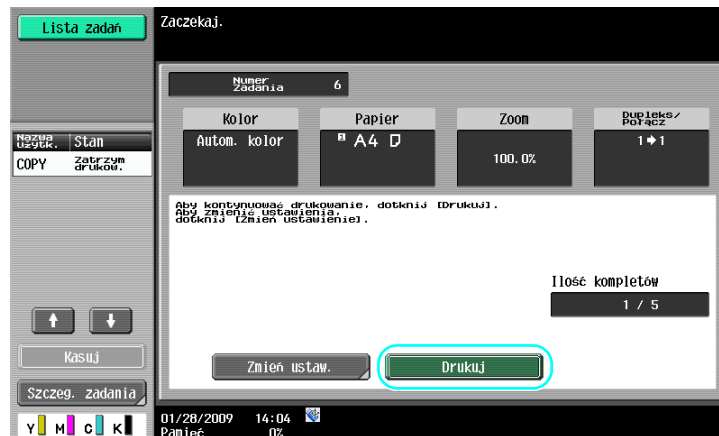 Lista zadań
Zaczekaj.
Numer
Zadania 6
Kolor Papier Zoom Dupleks/
Połącz
Autom. kolor A4 100.0% 1→1
Nazwa
użytk. Stan
COPY Zatrzym
drukow.
Aby kontynuować drukowanie, dotknij [Drukuj].
Aby zmienić ustawienia,
dotknij [Zmień ustawienie].
Ilość kompletów
1 / 5
Kasuj
Zmień ustaw. Drukuj
Szczeg. zadania
Y M C K
01/28/2009 14:04
Pamięć 0%